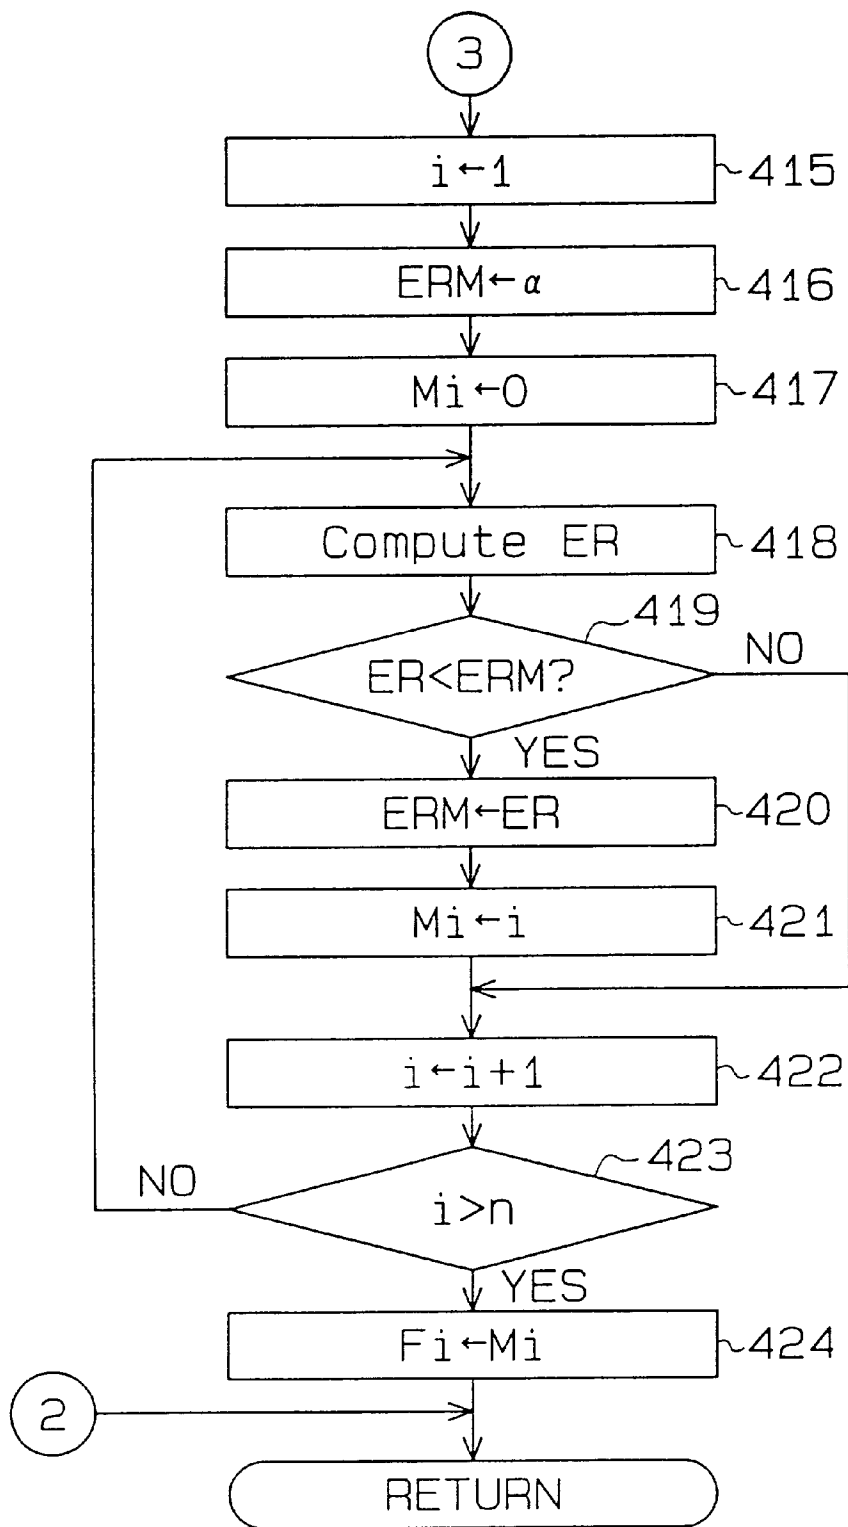 3
i←1 415
ERM←α 416
Mi←0 417
Compute ER 418
419
ER<ERM? NO
YES
ERM←ER 420
Mi←i 421
i←i+1 422
423
NO i>n
YES
Fi←Mi 424
2
RETURN